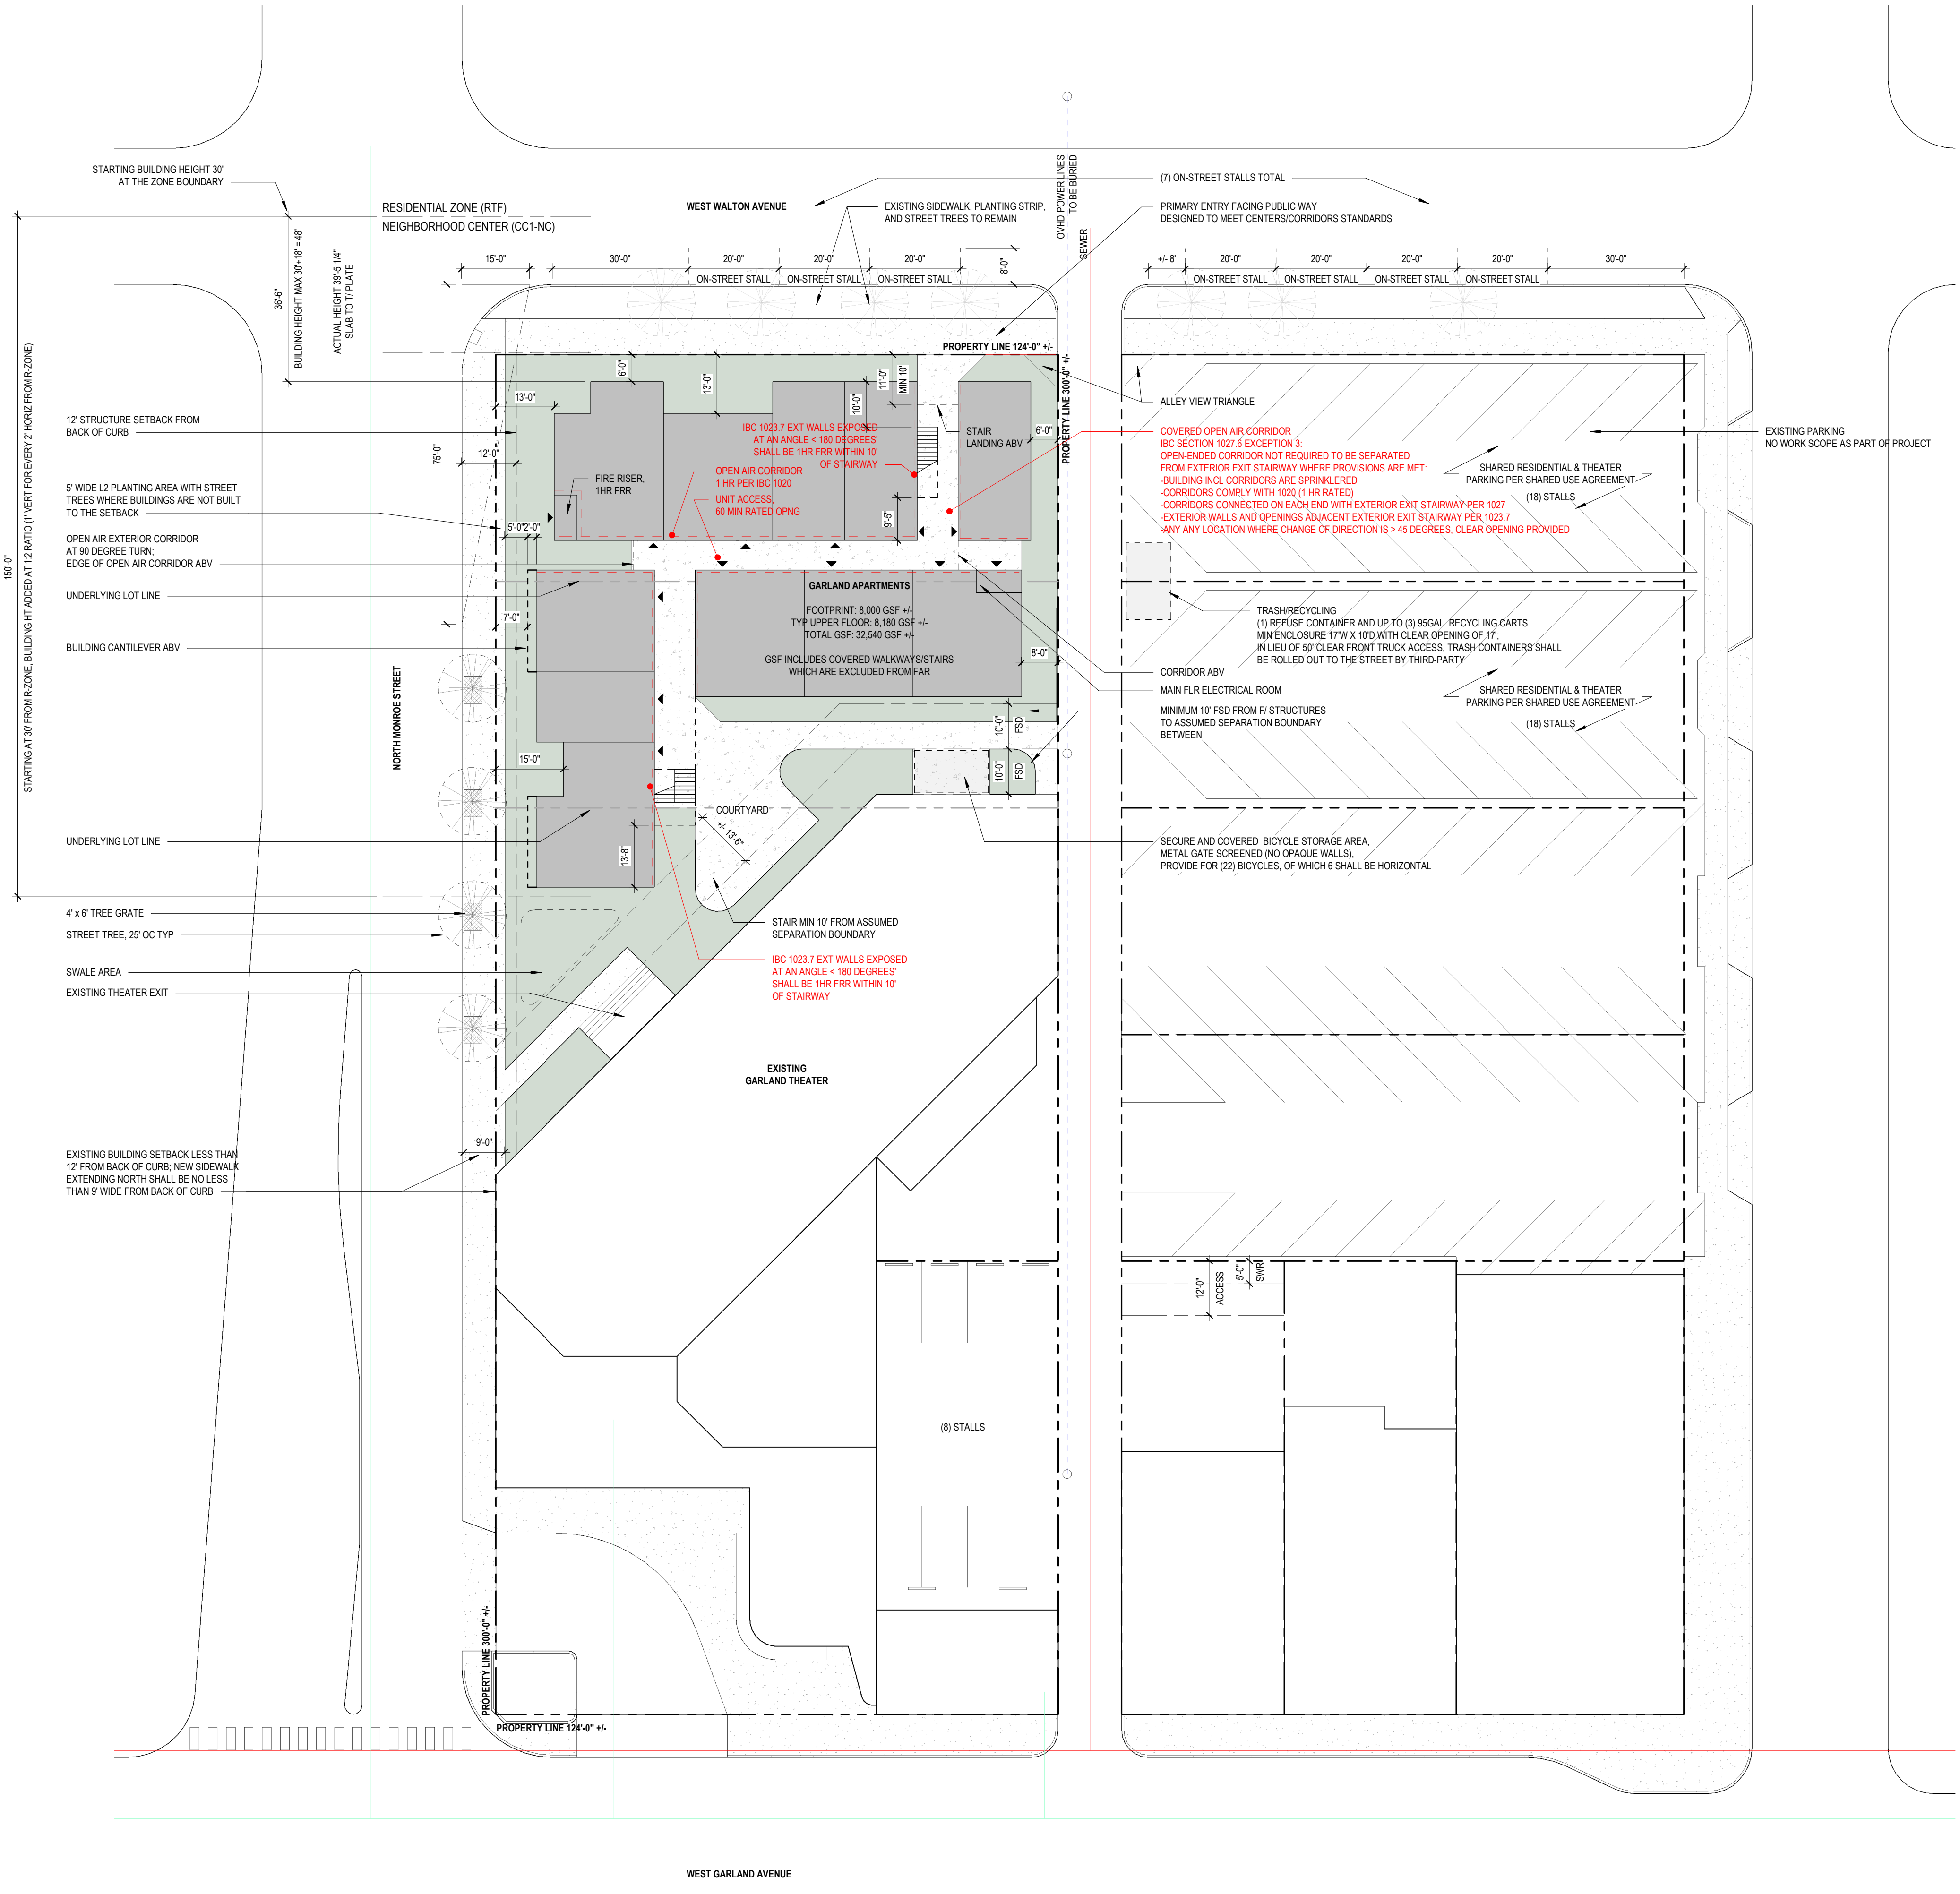 STARTING BUILDING HEIGHT 30'
AT THE ZONE BOUNDARY
RESIDENTIAL ZONE (RTF)
NEIGHBORHOOD CENTER (CC1-NC)
WEST WALTON AVENUE
EXISTING SIDEWALK, PLANTING STRIP,
AND STREET TREES TO REMAIN
OVHD POWER LINES
TO BE BURIED
SEWER
(7) ON-STREET STALLS TOTAL
PRIMARY ENTRY FACING PUBLIC WAY
DESIGNED TO MEET CENTERS/CORRIDORS STANDARDS
150'-0"
STARTING AT 30' FROM R-ZONE, BUILDING HT ADDED AT 1:2 RATIO (1' VERT FOR EVERY 2' HORIZ FROM R-ZONE)
36'-6"
BUILDING HEIGHT MAX 30'+18' = 48'
ACTUAL HEIGHT 39'-5 1/4"
SLAB TO T/ PLATE
15'-0"
30'-0"
20'-0"
20'-0"
20'-0"
8'-0"
ON-STREET STALL
ON-STREET STALL
ON-STREET STALL
+/- 8'
20'-0"
20'-0"
20'-0"
20'-0"
30'-0"
ON-STREET STALL
ON-STREET STALL
ON-STREET STALL
ON-STREET STALL
PROPERTY LINE 124'-0" +/-
PROPERTY LINE 300'-0" +/-
75'-0"
6'-0"
13'-0"
13'-0"
11'-0"
MIN 10'
10'-0"
6'-0"
12'-0"
9'-5"
12' STRUCTURE SETBACK FROM
BACK OF CURB
IBC 1023.7 EXT WALLS EXPOSED
AT AN ANGLE < 180 DEGREES'
SHALL BE 1HR FRR WITHIN 10'
OF STAIRWAY
STAIR
LANDING ABV
ALLEY VIEW TRIANGLE
COVERED OPEN AIR CORRIDOR
IBC SECTION 1027.6 EXCEPTION 3:
OPEN-ENDED CORRIDOR NOT REQUIRED TO BE SEPARATED
FROM EXTERIOR EXIT STAIRWAY WHERE PROVISIONS ARE MET:
-BUILDING INCL CORRIDORS ARE SPRINKLERED
-CORRIDORS COMPLY WITH 1020 (1 HR RATED)
-CORRIDORS CONNECTED ON EACH END WITH EXTERIOR EXIT STAIRWAY PER 1027
-EXTERIOR WALLS AND OPENINGS ADJACENT EXTERIOR EXIT STAIRWAY PER 1023.7
-ANY ANY LOCATION WHERE CHANGE OF DIRECTION IS > 45 DEGREES, CLEAR OPENING PROVIDED
EXISTING PARKING
NO WORK SCOPE AS PART OF PROJECT
SHARED RESIDENTIAL & THEATER
PARKING PER SHARED USE AGREEMENT
(18) STALLS
FIRE RISER,
1HR FRR
OPEN AIR CORRIDOR
1 HR PER IBC 1020
UNIT ACCESS,
60 MIN RATED OPNG
5' WIDE L2 PLANTING AREA WITH STREET
TREES WHERE BUILDINGS ARE NOT BUILT
TO THE SETBACK
5'-0"
2'-0"
OPEN AIR EXTERIOR CORRIDOR
AT 90 DEGREE TURN;
EDGE OF OPEN AIR CORRIDOR ABV
UNDERLYING LOT LINE
7'-0"
BUILDING CANTILEVER ABV
NORTH MONROE STREET
GARLAND APARTMENTS
FOOTPRINT: 8,000 GSF +/-
TYP UPPER FLOOR: 8,180 GSF +/-
TOTAL GSF: 32,540 GSF +/-
GSF INCLUDES COVERED WALKWAYS/STAIRS
WHICH ARE EXCLUDED FROM FAR
8'-0"
TRASH/RECYCLING
(1) REFUSE CONTAINER AND UP TO (3) 95GAL RECYCLING CARTS
MIN ENCLOSURE 17'W X 10'D WITH CLEAR OPENING OF 17';
IN LIEU OF 50' CLEAR FRONT TRUCK ACCESS, TRASH CONTAINERS SHALL
BE ROLLED OUT TO THE STREET BY THIRD-PARTY
CORRIDOR ABV
MAIN FLR ELECTRICAL ROOM
MINIMUM 10' FSD FROM F/ STRUCTURES
TO ASSUMED SEPARATION BOUNDARY
BETWEEN
SHARED RESIDENTIAL & THEATER
PARKING PER SHARED USE AGREEMENT
(18) STALLS
10'-0"
FSD
10'-0"
FSD
15'-0"
COURTYARD
+/- 13'-6"
13'-8"
UNDERLYING LOT LINE
SECURE AND COVERED BICYCLE STORAGE AREA,
METAL GATE SCREENED (NO OPAQUE WALLS),
PROVIDE FOR (22) BICYCLES, OF WHICH 6 SHALL BE HORIZONTAL
4' x 6' TREE GRATE
STREET TREE, 25' OC TYP
SWALE AREA
EXISTING THEATER EXIT
STAIR MIN 10' FROM ASSUMED
SEPARATION BOUNDARY
IBC 1023.7 EXT WALLS EXPOSED
AT AN ANGLE < 180 DEGREES'
SHALL BE 1HR FRR WITHIN 10'
OF STAIRWAY
EXISTING
GARLAND THEATER
9'-0"
EXISTING BUILDING SETBACK LESS THAN
12' FROM BACK OF CURB; NEW SIDEWALK
EXTENDING NORTH SHALL BE NO LESS
THAN 9' WIDE FROM BACK OF CURB
12'-0"
ACCESS
5'-0"
SWR
(8) STALLS
PROPERTY LINE 300'-0" +/-
PROPERTY LINE 124'-0" +/-
WEST GARLAND AVENUE